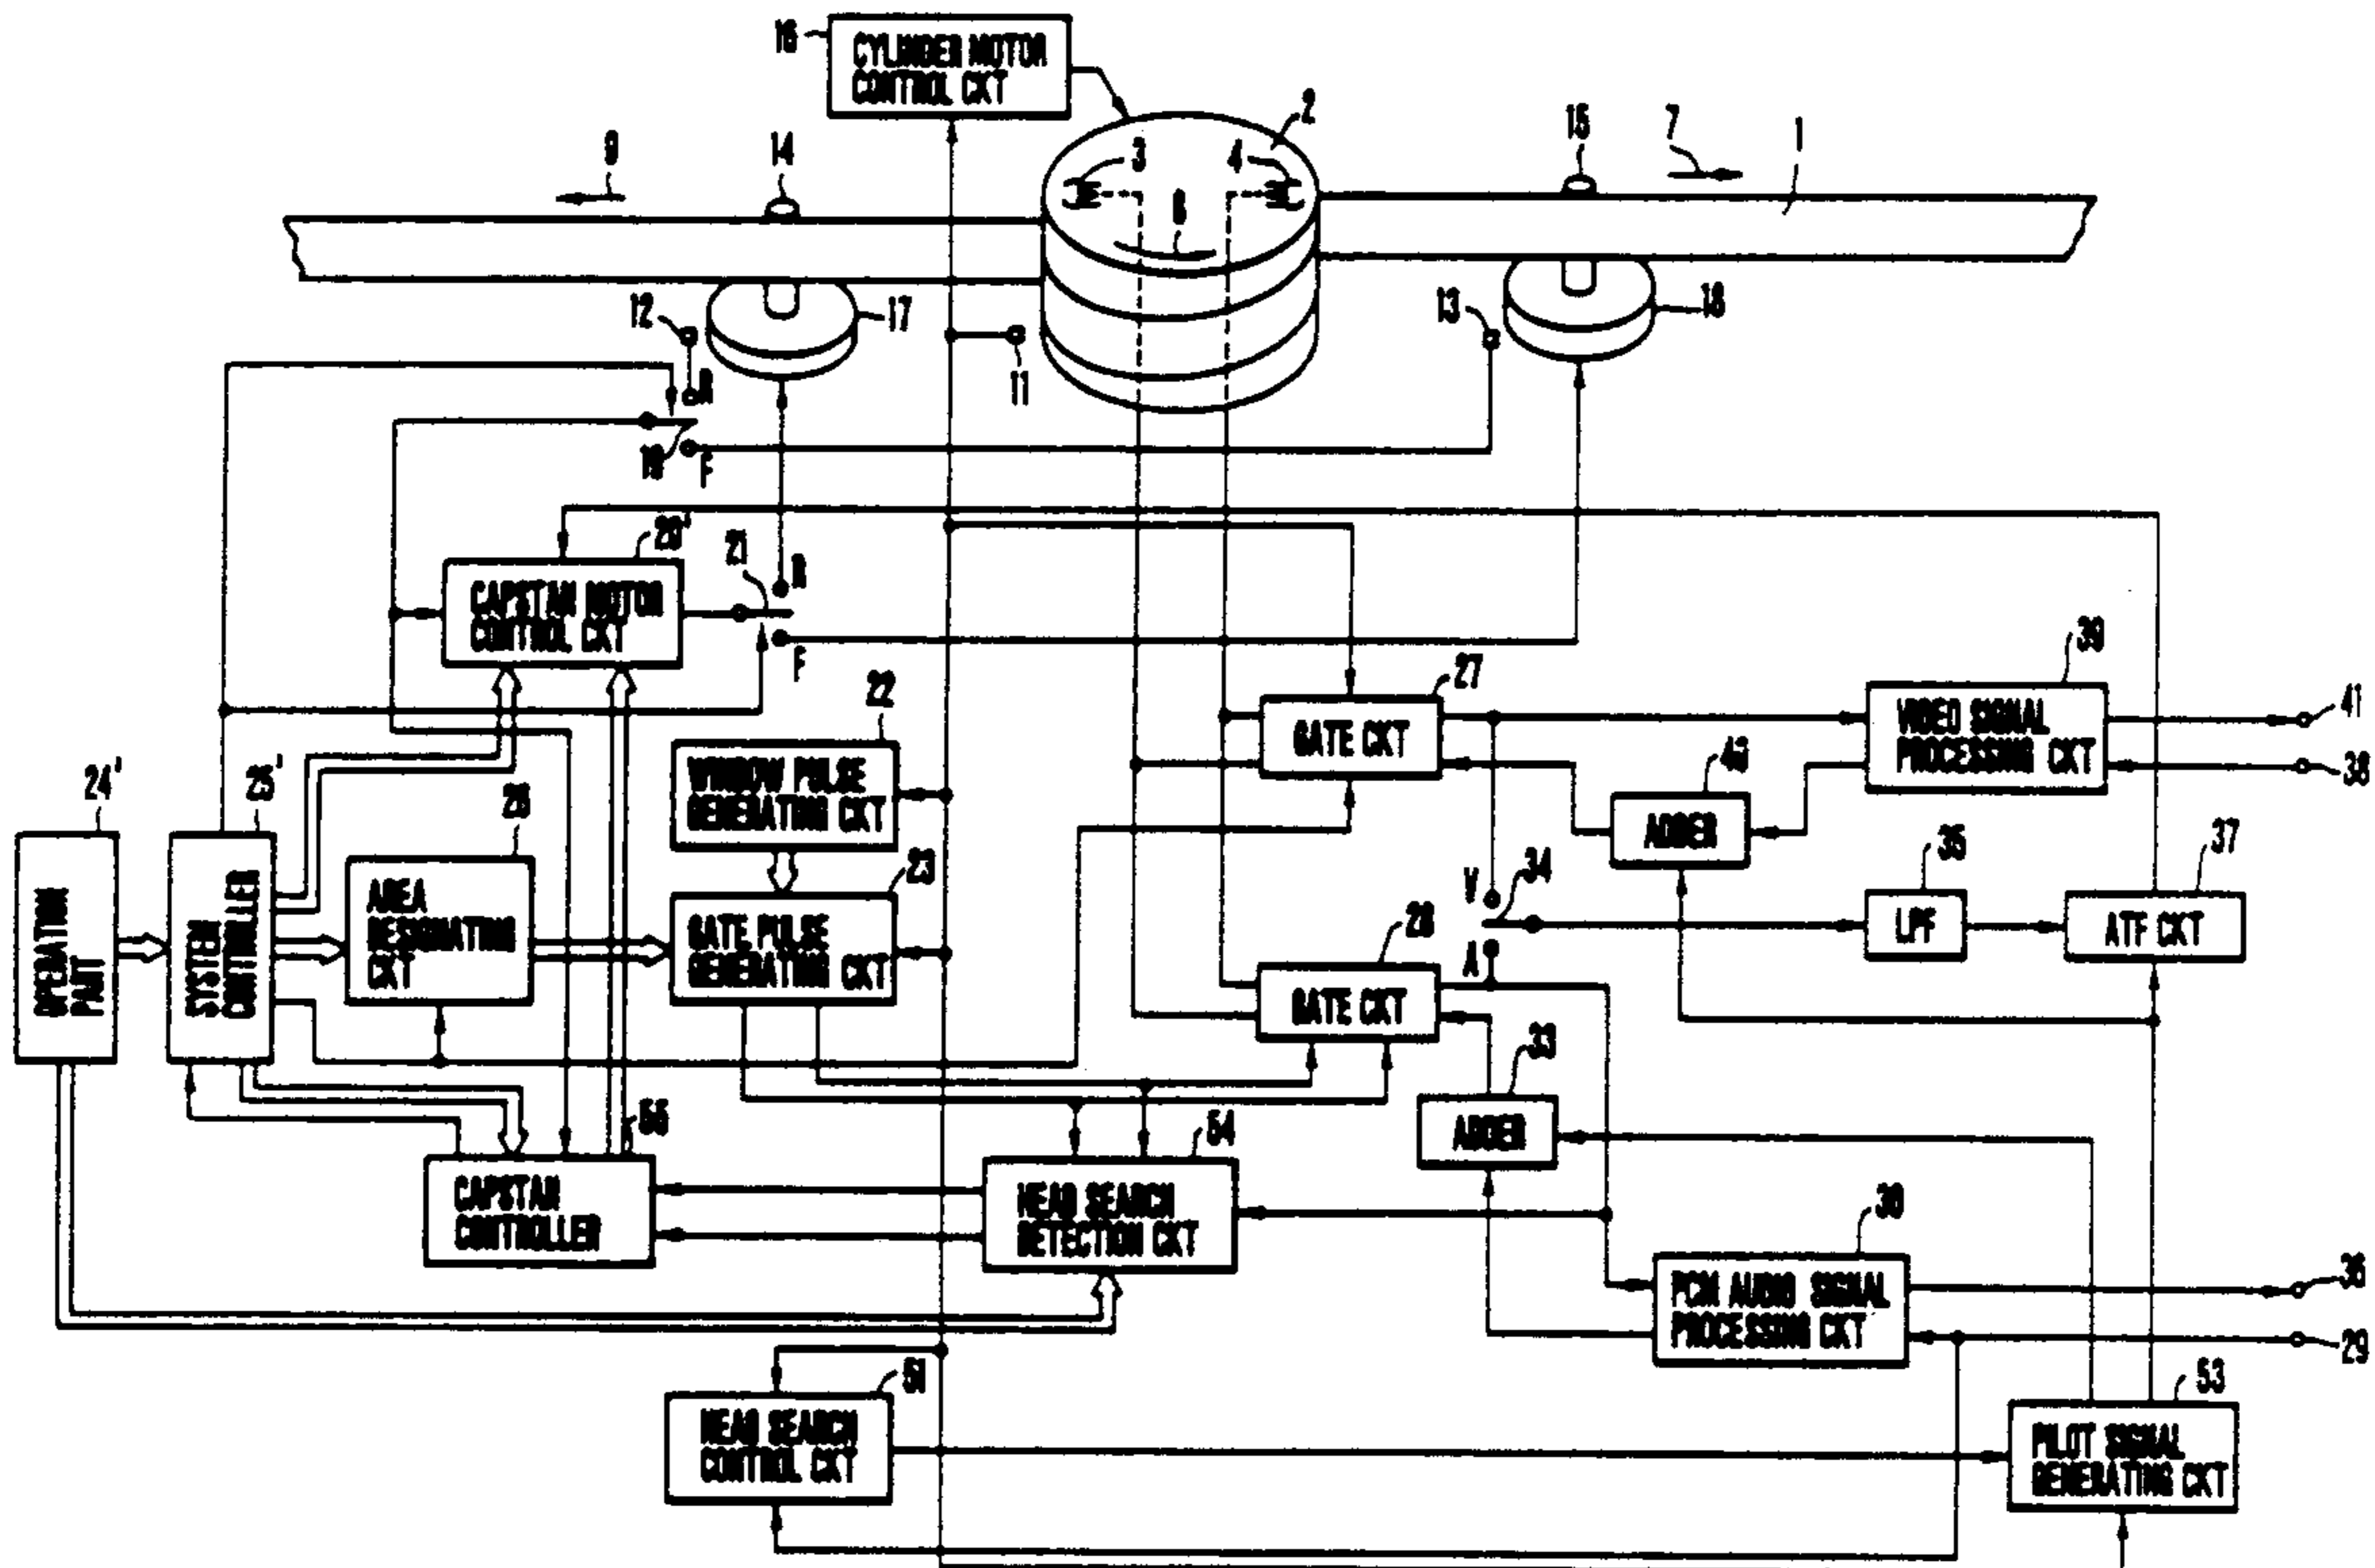 16
CYLINDER MOTOR
CONTROL CKT
2
9
14
3
4
15
7
1
12
17
11
13
18
R
19
F
20'
21
R
F
CAPSTAN MOTOR
CONTROL CKT
22
27
39
41
38
24'
25'
WINDOW PULSE
GENERATING CKT
GATE CKT
VIDEO SIGNAL
PROCESSING CKT
ADDER
23
V
34
35
37
OPERATION
PART
SYSTEM
CONTROLLER
AREA
DESIGNATING
CKT
GATE PULSE
GENERATING CKT
A
GATE CKT
LPF
ATF CKT
33
ADDER
55
54
CAPSTAN
CONTROLLER
HEAD SEARCH
DETECTION CKT
30
PCM AUDIO SIGNAL
PROCESSING CKT
36
29
51
53
HEAD SEARCH
CONTROL CKT
PILOT SIGNAL
GENERATING CKT